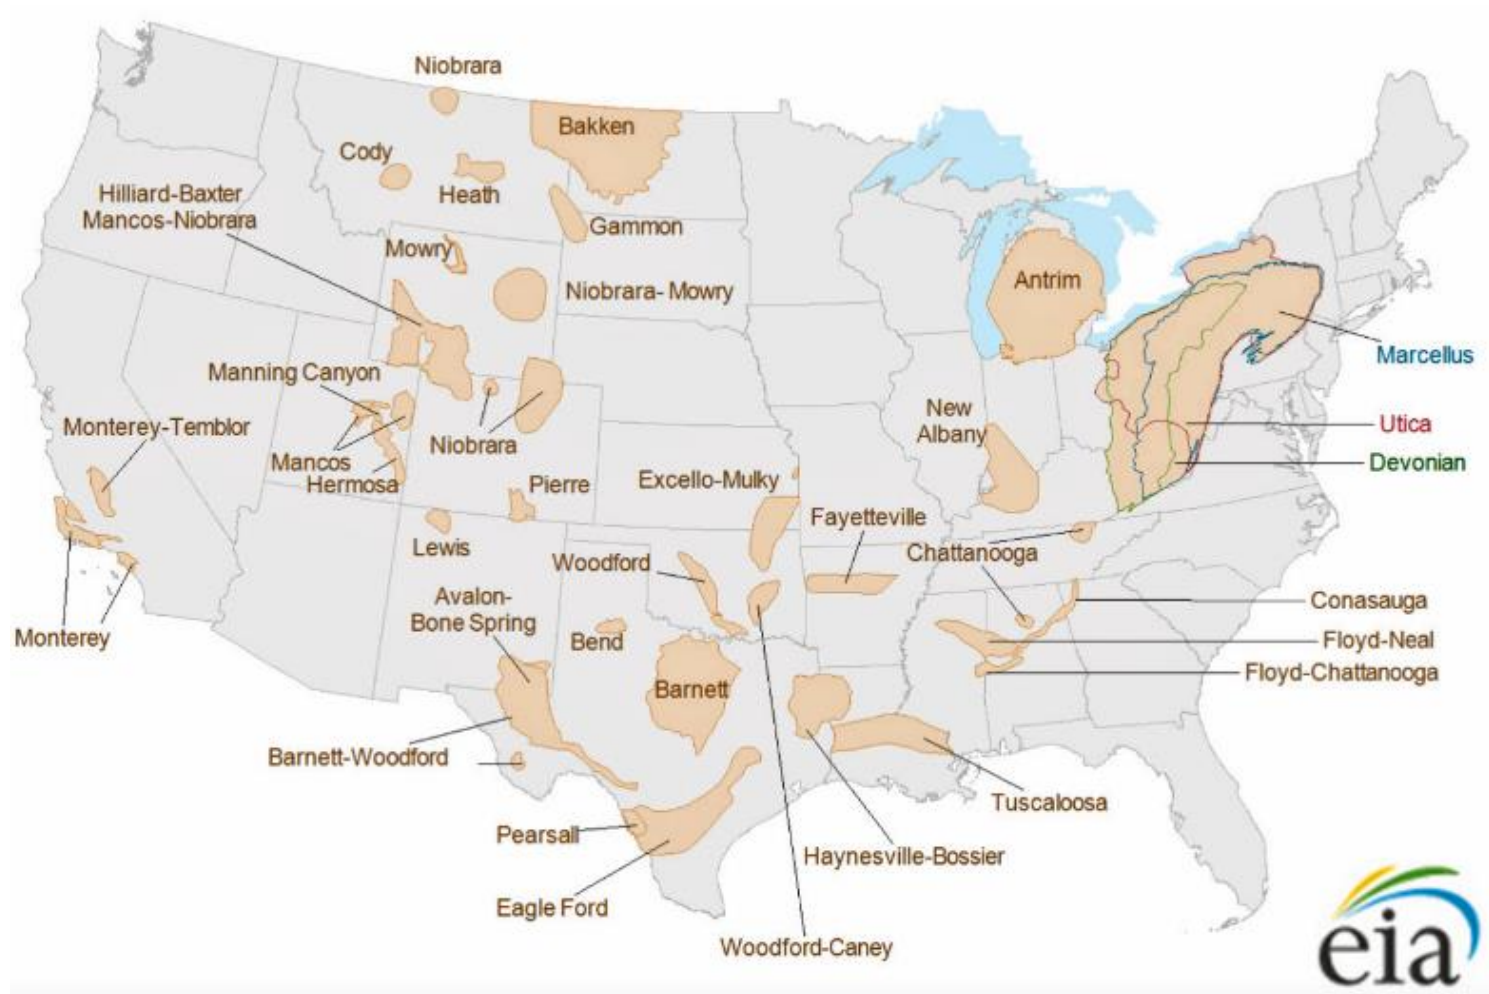 Niobrara
Bakken
Cody
Heath
Hilliard-Baxter
Mancos-Niobrara
Gammon
Mowry
Niobrara- Mowry
Antrim
Marcellus
Manning Canyon
Utica
Monterey-Temblor
New
Albany
Niobrara
Devonian
Mancos
Hermosa
Excello-Mulky
Pierre
Fayetteville
Lewis
Chattanooga
Woodford
Avalon-
Bone Spring
Conasauga
Monterey
Bend
Floyd-Neal
Floyd-Chattanooga
Barnett
Barnett-Woodford
Tuscaloosa
Pearsall
Haynesville-Bossier
Eagle Ford
Woodford-Caney
eia